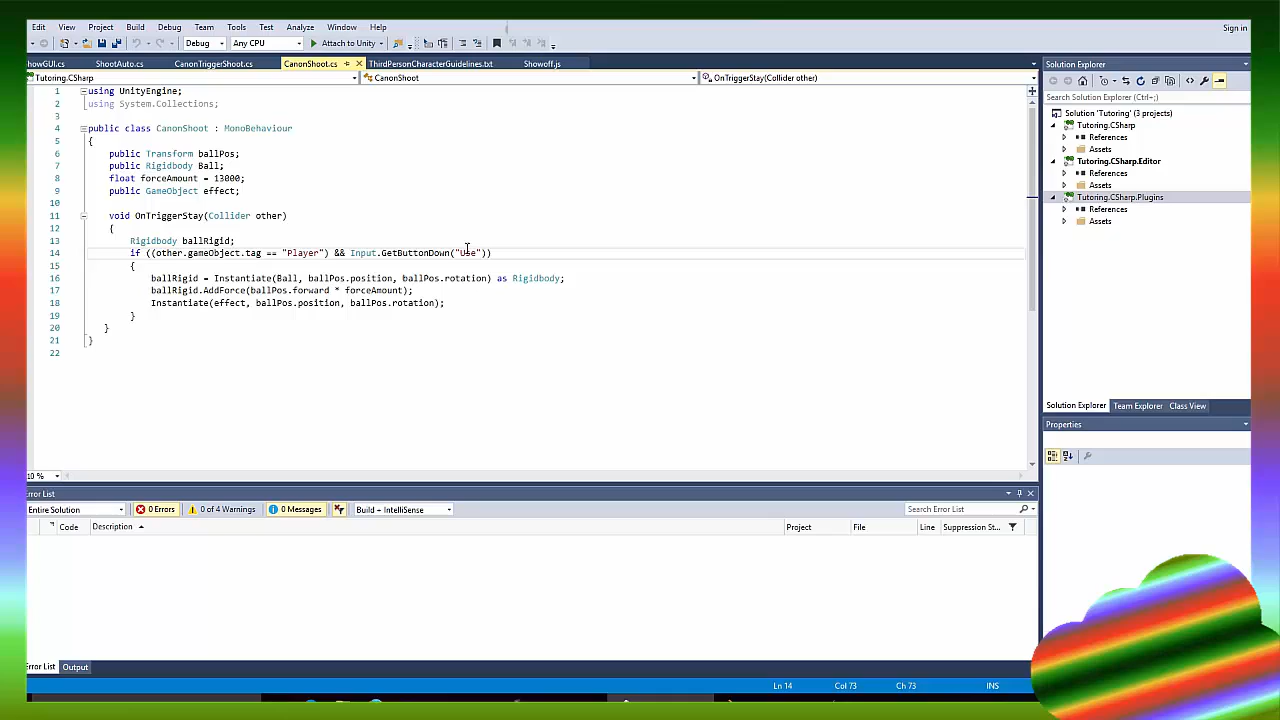 Edit View Project Build Debug Team Tools Test Analyze Window Help
Sign in
Debug Any CPU Attach to Unity
howGUI.cs ShootAuto.cs CanonTriggerShoot.cs CanonShoot.cs ThirdPersonCharacterGuidelines.txt Showoff.js
Tutoring.CSharp CanonShoot OnTriggerStay(Collider other)
1 using UnityEngine;
2 using System.Collections;
3
4 public class CanonShoot : MonoBehaviour
5 {
6 public Transform ballPos;
7 public Rigidbody Ball;
8 float forceAmount = 13000;
9 public GameObject effect;
10
11 void OnTriggerStay(Collider other)
12 {
13 Rigidbody ballRigid;
14 if ((other.gameObject.tag == "Player") && Input.GetButtonDown("Use"))
15 {
16 ballRigid = Instantiate(Ball, ballPos.position, ballPos.rotation) as Rigidbody;
17 ballRigid.AddForce(ballPos.forward * forceAmount);
18 Instantiate(effect, ballPos.position, ballPos.rotation);
19 }
20 }
21 }
22
10 %
Solution Explorer
Search Solution Explorer (Ctrl+;)
Solution 'Tutoring' (3 projects)
Tutoring.CSharp
References
Assets
Tutoring.CSharp.Editor
References
Assets
Tutoring.CSharp.Plugins
References
Assets
Solution Explorer Team Explorer Class View
Properties
rror List
Entire Solution 0 Errors 0 of 4 Warnings 0 Messages Build + IntelliSense Search Error List
Code Description Project File Line Suppression St...
rror List Output
Ln 14 Col 73 Ch 73 INS